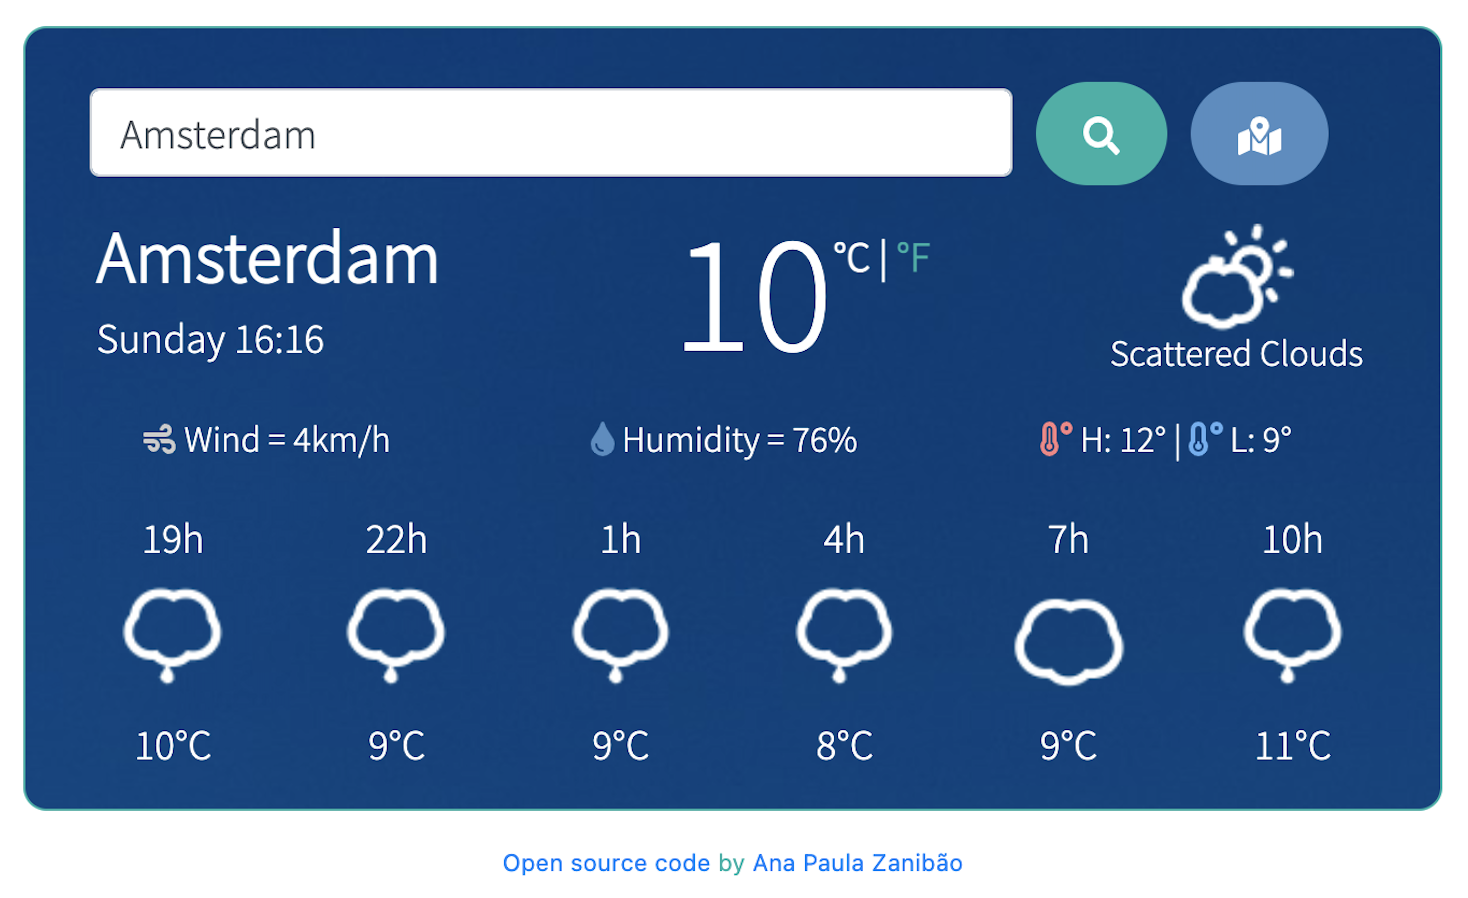 Amsterdam
Amsterdam
Sunday 16:16
10 °C | °F
Scattered Clouds
Wind = 4km/h
Humidity = 76%
H: 12° | L: 9°
19h 22h 1h 4h 7h 10h
10°C 9°C 9°C 8°C 9°C 11°C
Open source code by Ana Paula Zanibão